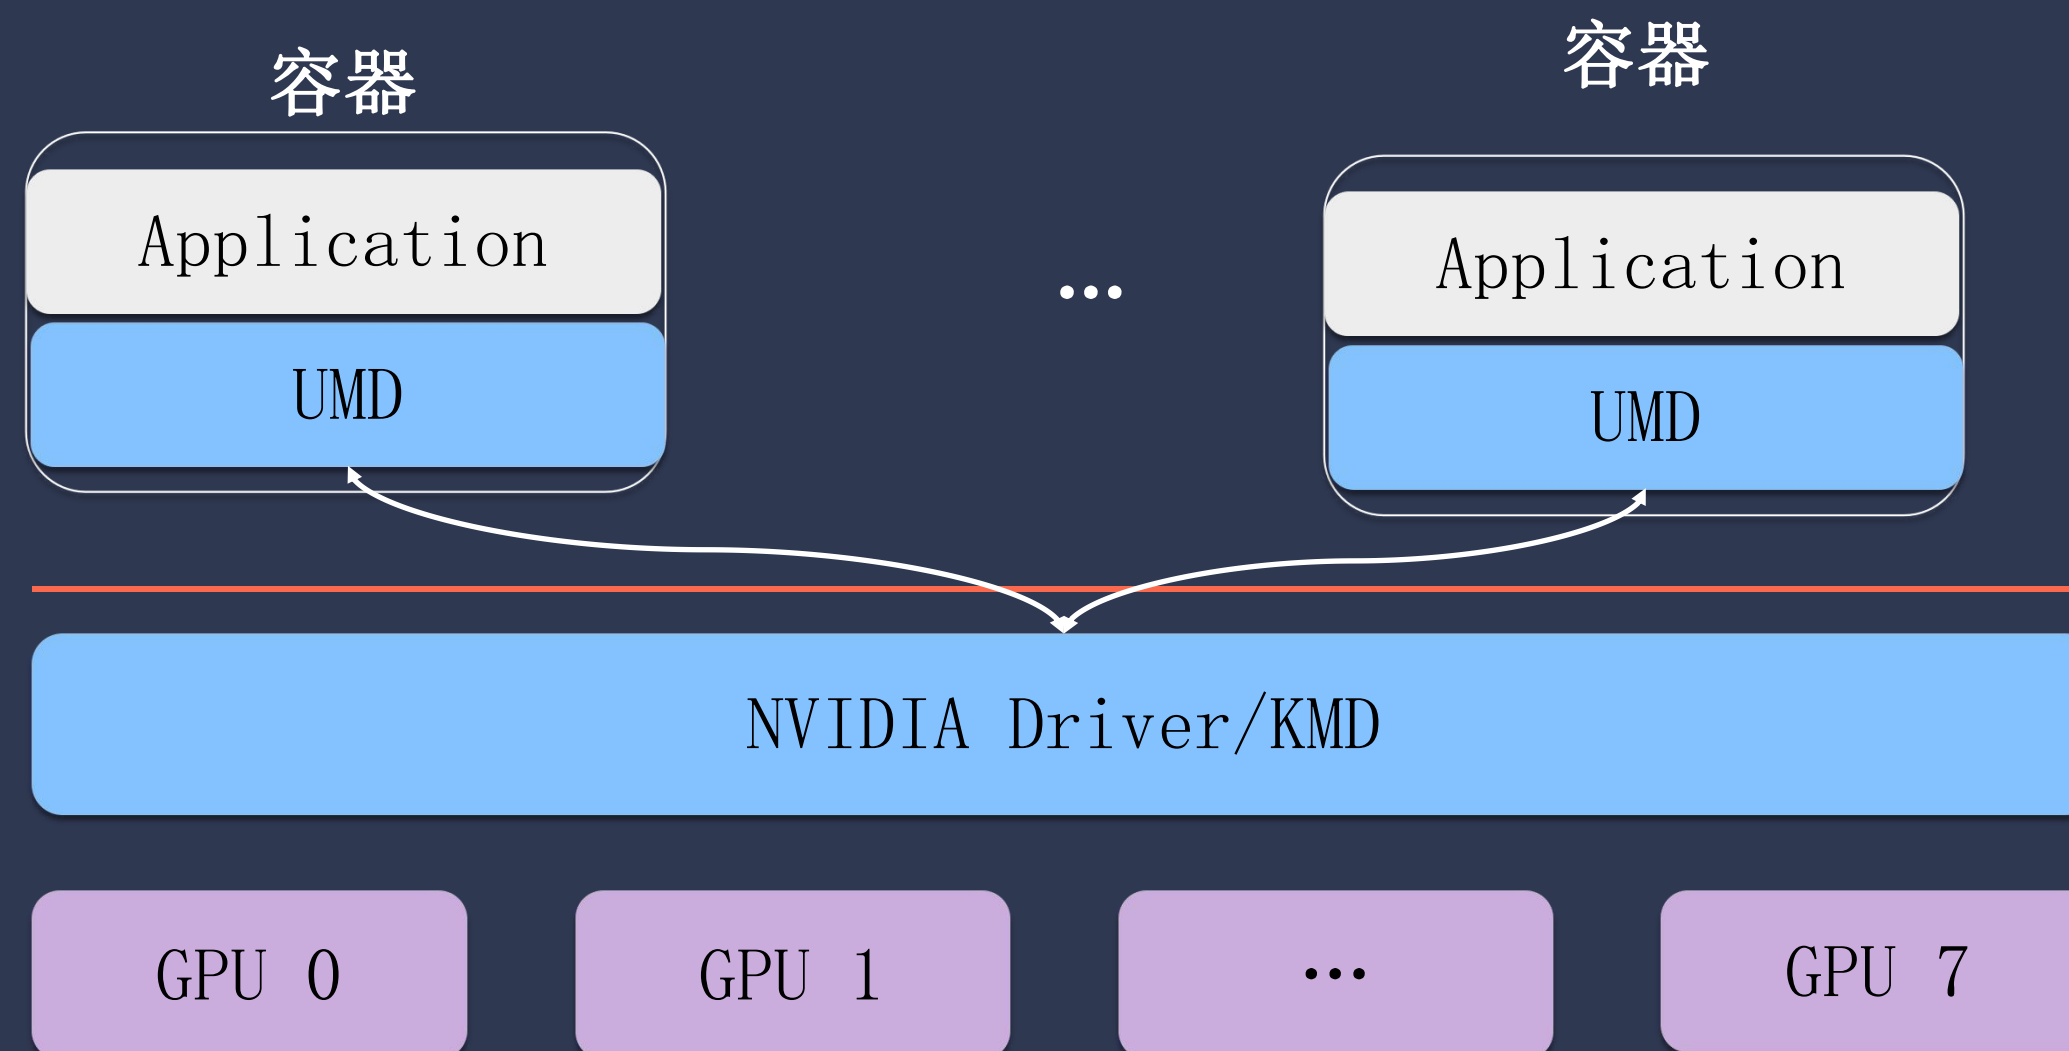 容器
容器
Application
Application
...
UMD
UMD
NVIDIA Driver/KMD
GPU 0
GPU 1
...
GPU 7